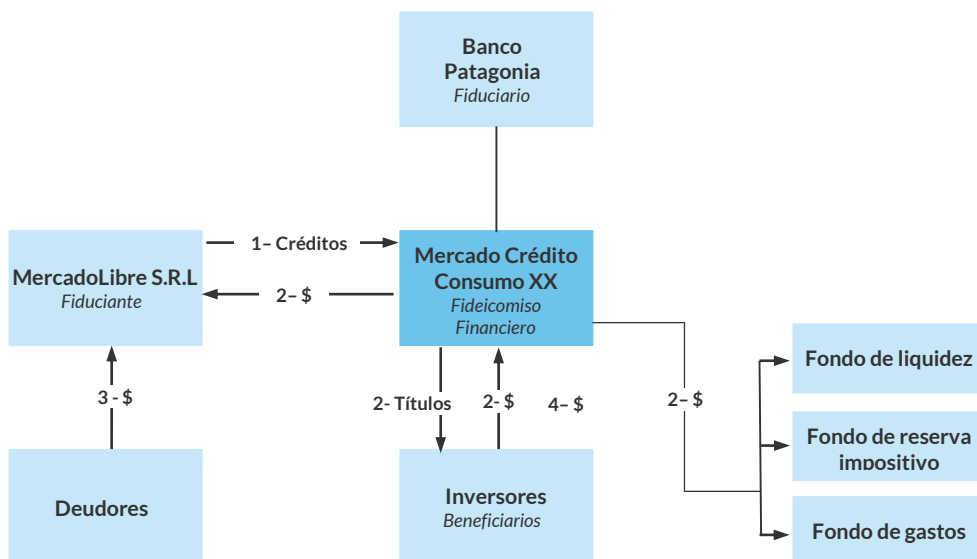 Banco
Patagonia
Fiduciario
1– Créditos
MercadoLibre S.R.L
Fiduciante
2– $
Mercado Crédito
Consumo XX
Fideicomiso
Financiero
3 - $
2- Títulos
2- $
4– $
2– $
Fondo de liquidez
Fondo de reserva
impositivo
Fondo de gastos
Deudores
Inversores
Beneficiarios